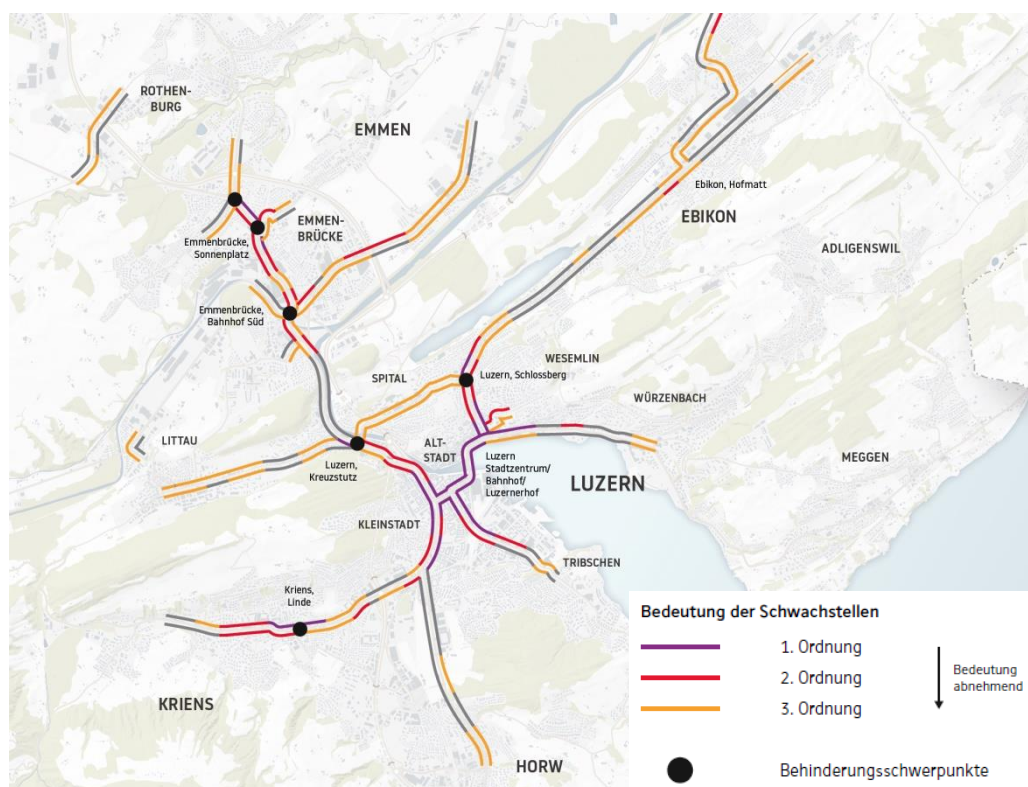 ROTHEN-
BURG
EMMEN
Ebikon, Hofmatt
EBIKON
EMMEN-
BRÜCKE
Emmenbrücke,
Sonnenplatz
ADLIGENSWIL
Emmenbrücke,
Bahnhof Süd
WESEMLIN
SPITAL
Luzern, Schlossberg
WÜRZENBACH
LITTAU
ALT-
STADT
Luzern
Stadtzentrum/
Bahnhof/
Luzernerhof
MEGGEN
Luzern,
Kreuzstutz
LUZERN
KLEINSTADT
TRIBSCHEN
Kriens,
Linde
KRIENS
HORW
Bedeutung der Schwachstellen
1. Ordnung
2. Ordnung
3. Ordnung
Bedeutung
abnehmend
Behinderungsschwerpunkte